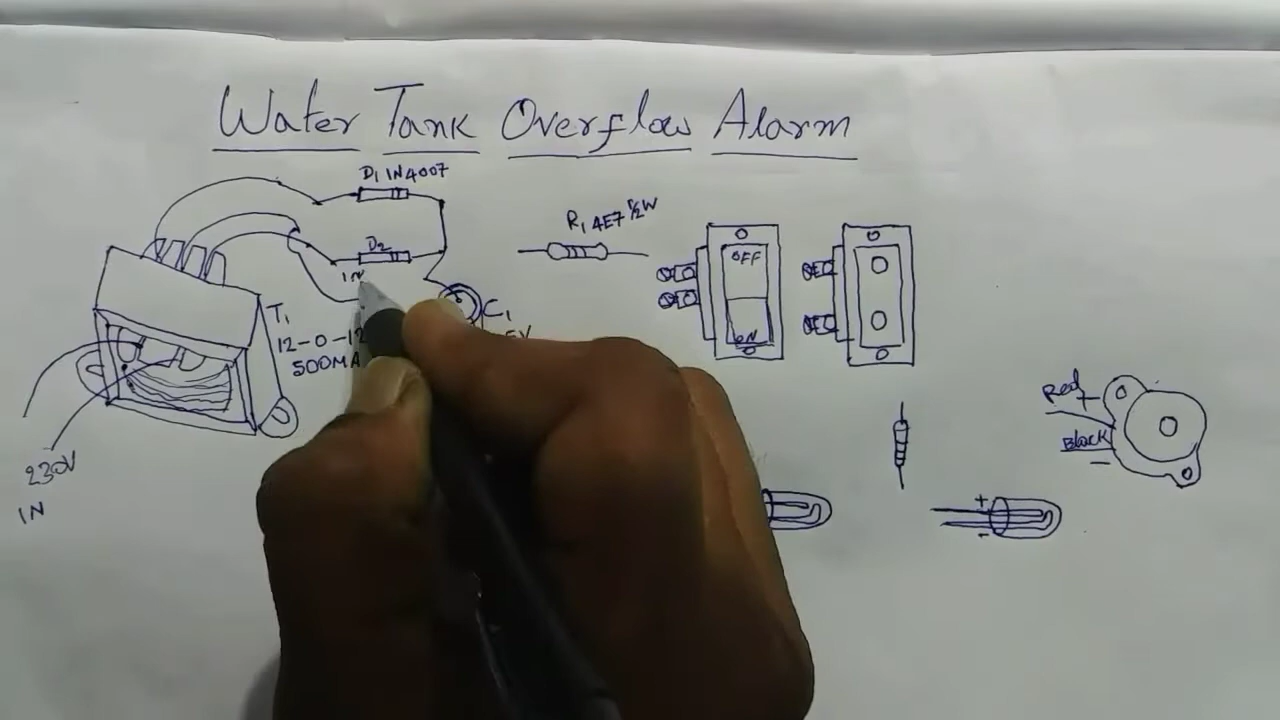 Water Tank Overflow Alarm
D1 1N4007
R1 4E7 1/2W
D2
1N
OFF
ON
T1
12-0-12
500MA
C1
Red
+
Black
-
230V
IN
+
-